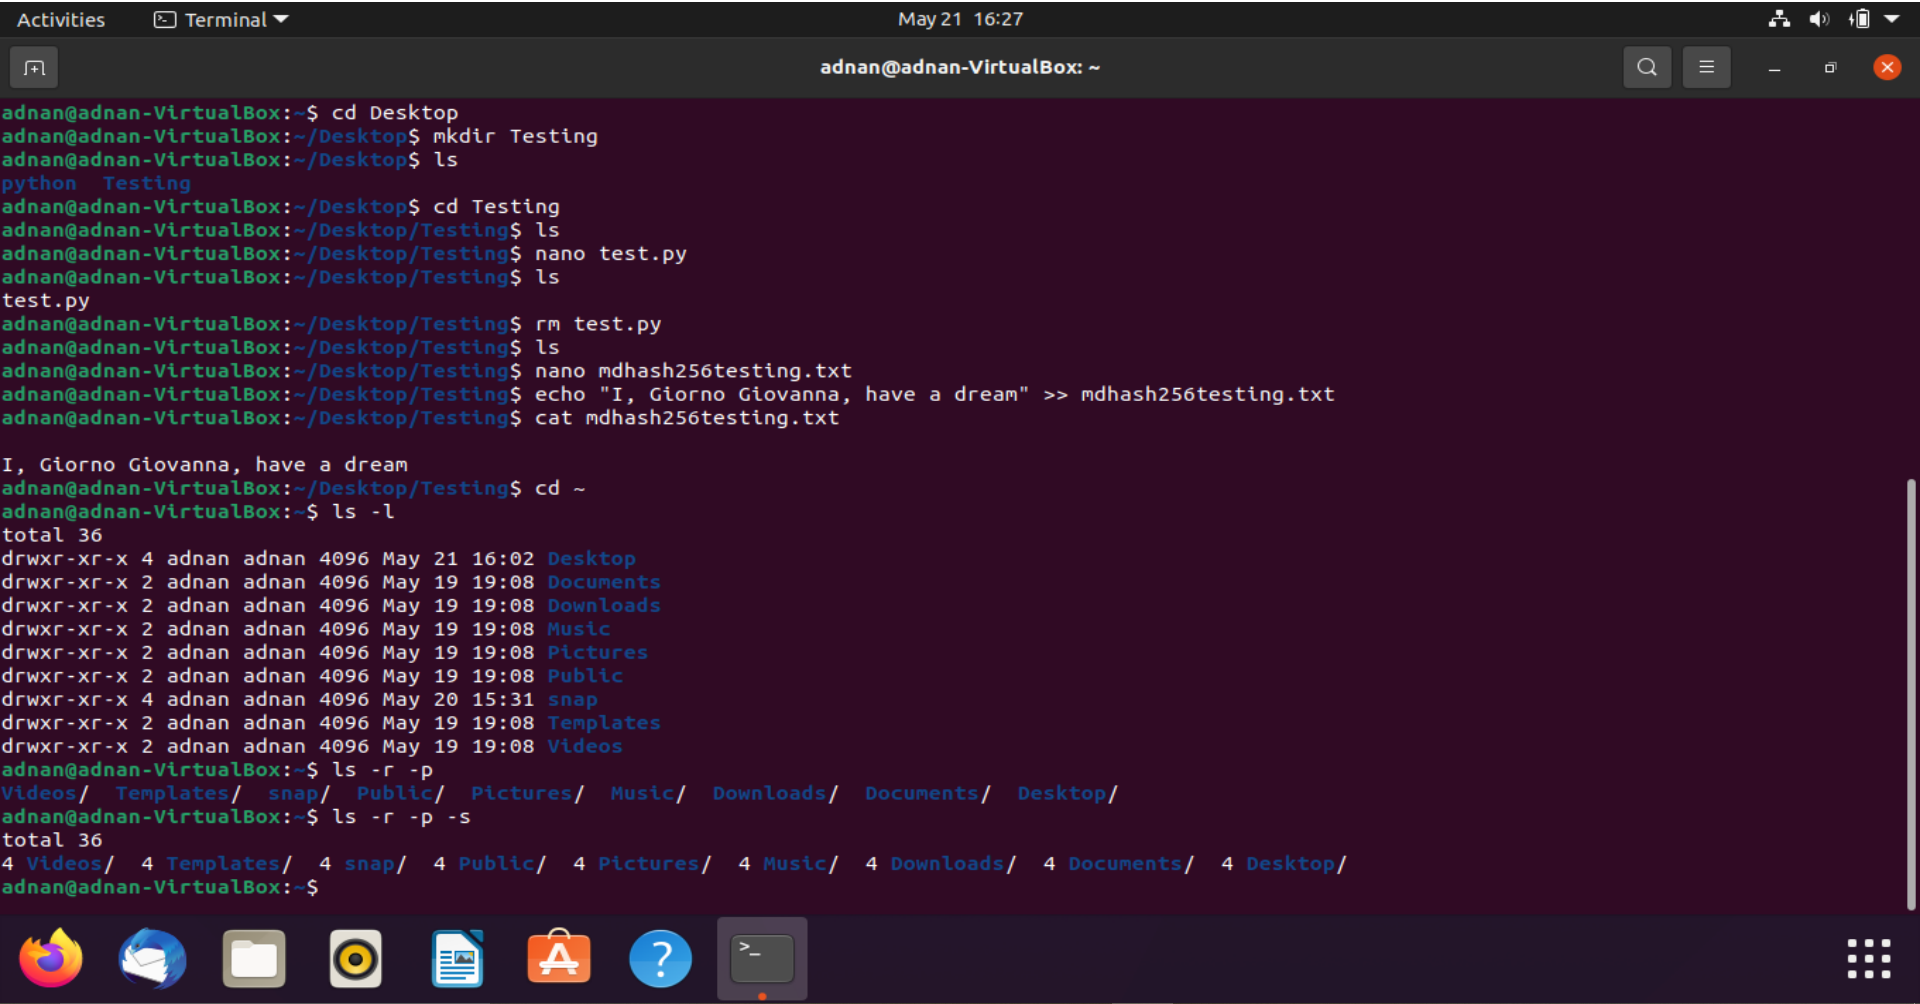 Activities Terminal May 21 16:27
adnan@adnan-VirtualBox: ~
adnan@adnan-VirtualBox:~$ cd Desktop
adnan@adnan-VirtualBox:~/Desktop$ mkdir Testing
adnan@adnan-VirtualBox:~/Desktop$ ls
python  Testing
adnan@adnan-VirtualBox:~/Desktop$ cd Testing
adnan@adnan-VirtualBox:~/Desktop/Testing$ ls
adnan@adnan-VirtualBox:~/Desktop/Testing$ nano test.py
adnan@adnan-VirtualBox:~/Desktop/Testing$ ls
test.py
adnan@adnan-VirtualBox:~/Desktop/Testing$ rm test.py
adnan@adnan-VirtualBox:~/Desktop/Testing$ ls
adnan@adnan-VirtualBox:~/Desktop/Testing$ nano mdhash256testing.txt
adnan@adnan-VirtualBox:~/Desktop/Testing$ echo "I, Giorno Giovanna, have a dream" >> mdhash256testing.txt
adnan@adnan-VirtualBox:~/Desktop/Testing$ cat mdhash256testing.txt

I, Giorno Giovanna, have a dream
adnan@adnan-VirtualBox:~/Desktop/Testing$ cd ~
adnan@adnan-VirtualBox:~$ ls -l
total 36
drwxr-xr-x 4 adnan adnan 4096 May 21 16:02 Desktop
drwxr-xr-x 2 adnan adnan 4096 May 19 19:08 Documents
drwxr-xr-x 2 adnan adnan 4096 May 19 19:08 Downloads
drwxr-xr-x 2 adnan adnan 4096 May 19 19:08 Music
drwxr-xr-x 2 adnan adnan 4096 May 19 19:08 Pictures
drwxr-xr-x 2 adnan adnan 4096 May 19 19:08 Public
drwxr-xr-x 4 adnan adnan 4096 May 20 15:31 snap
drwxr-xr-x 2 adnan adnan 4096 May 19 19:08 Templates
drwxr-xr-x 2 adnan adnan 4096 May 19 19:08 Videos
adnan@adnan-VirtualBox:~$ ls -r -p
Videos/  Templates/  snap/  Public/  Pictures/  Music/  Downloads/  Documents/  Desktop/
adnan@adnan-VirtualBox:~$ ls -r -p -s
total 36
4 Videos/  4 Templates/  4 snap/  4 Public/  4 Pictures/  4 Music/  4 Downloads/  4 Documents/  4 Desktop/
adnan@adnan-VirtualBox:~$